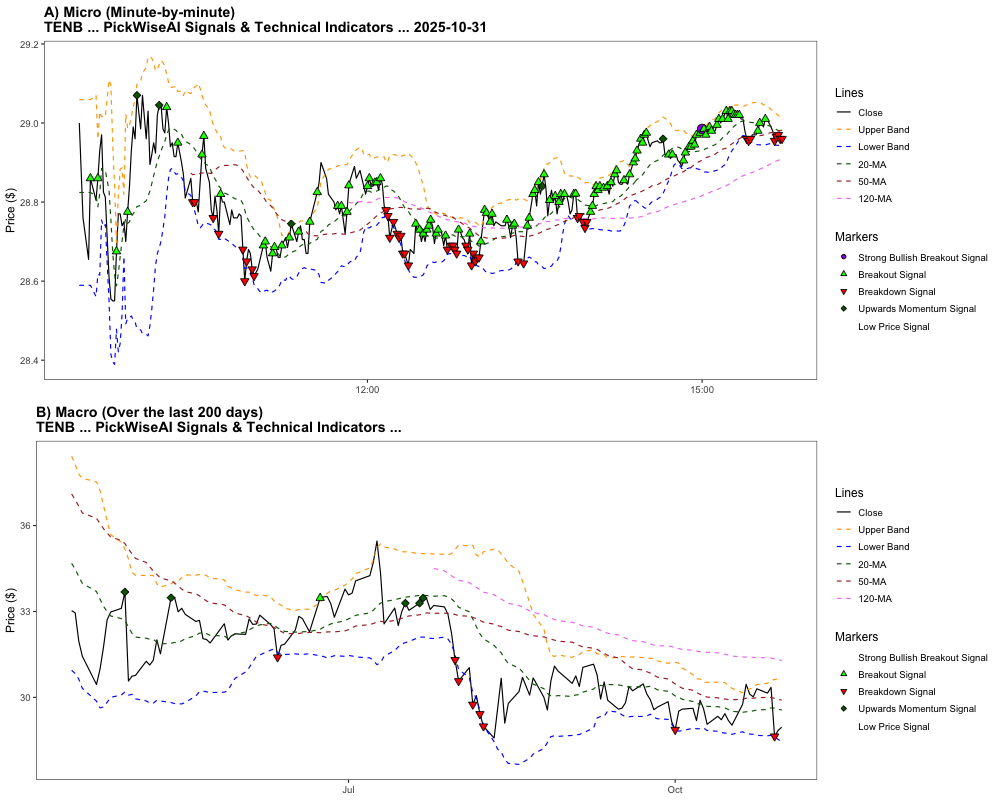 A) Micro (Minute-by-minute)
TENB ... PickWiseAI Signals & Technical Indicators ... 2025-10-31
Price ($)
29.2
29.0
28.8
28.6
28.4
12:00
15:00
Lines
Close
Upper Band
Lower Band
20-MA
50-MA
120-MA
Markers
Strong Bullish Breakout Signal
Breakout Signal
Breakdown Signal
Upwards Momentum Signal
Low Price Signal
B) Macro (Over the last 200 days)
TENB ... PickWiseAI Signals & Technical Indicators ...
Price ($)
36
33
30
Jul
Oct
Lines
Close
Upper Band
Lower Band
20-MA
50-MA
120-MA
Markers
Strong Bullish Breakout Signal
Breakout Signal
Breakdown Signal
Upwards Momentum Signal
Low Price Signal